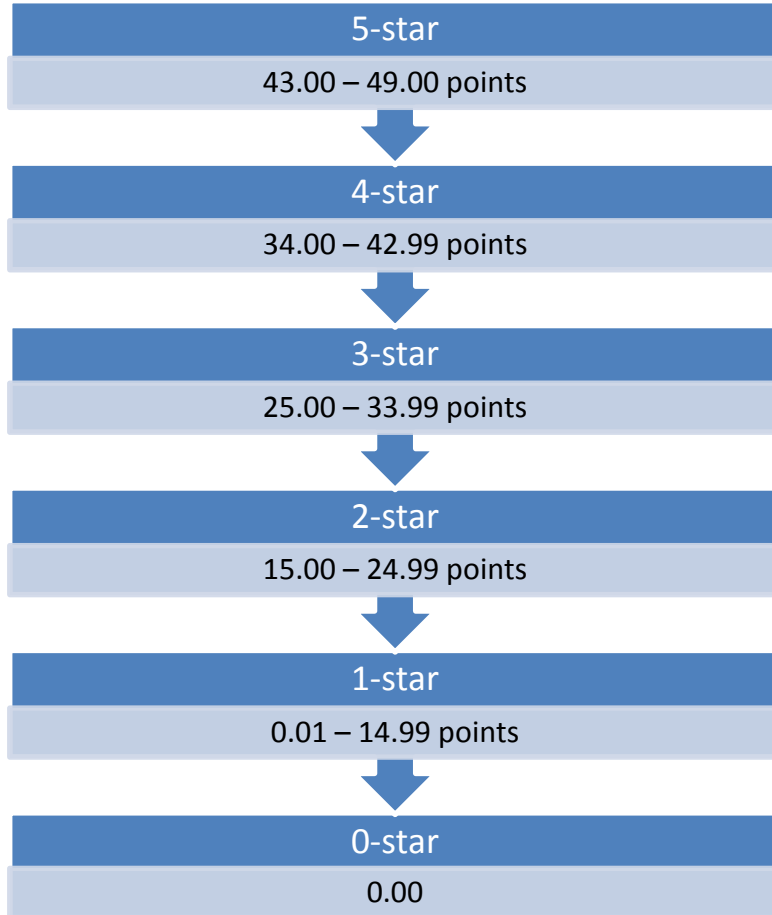 5-star
43.00 – 49.00 points
4-star
34.00 – 42.99 points
3-star
25.00 – 33.99 points
2-star
15.00 – 24.99 points
1-star
0.01 – 14.99 points
0-star
0.00